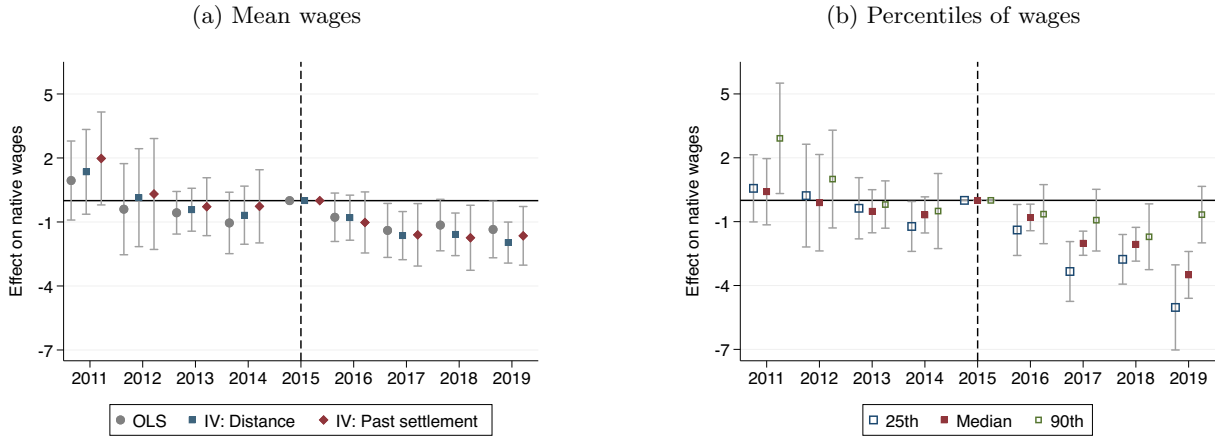 (a) Mean wages
Effect on native wages
5
2
-1
-4
-7
2011 2012 2013 2014 2015 2016 2017 2018 2019
OLS IV: Distance IV: Past settlement
(b) Percentiles of wages
Effect on native wages
5
2
-1
-4
-7
2011 2012 2013 2014 2015 2016 2017 2018 2019
25th Median 90th